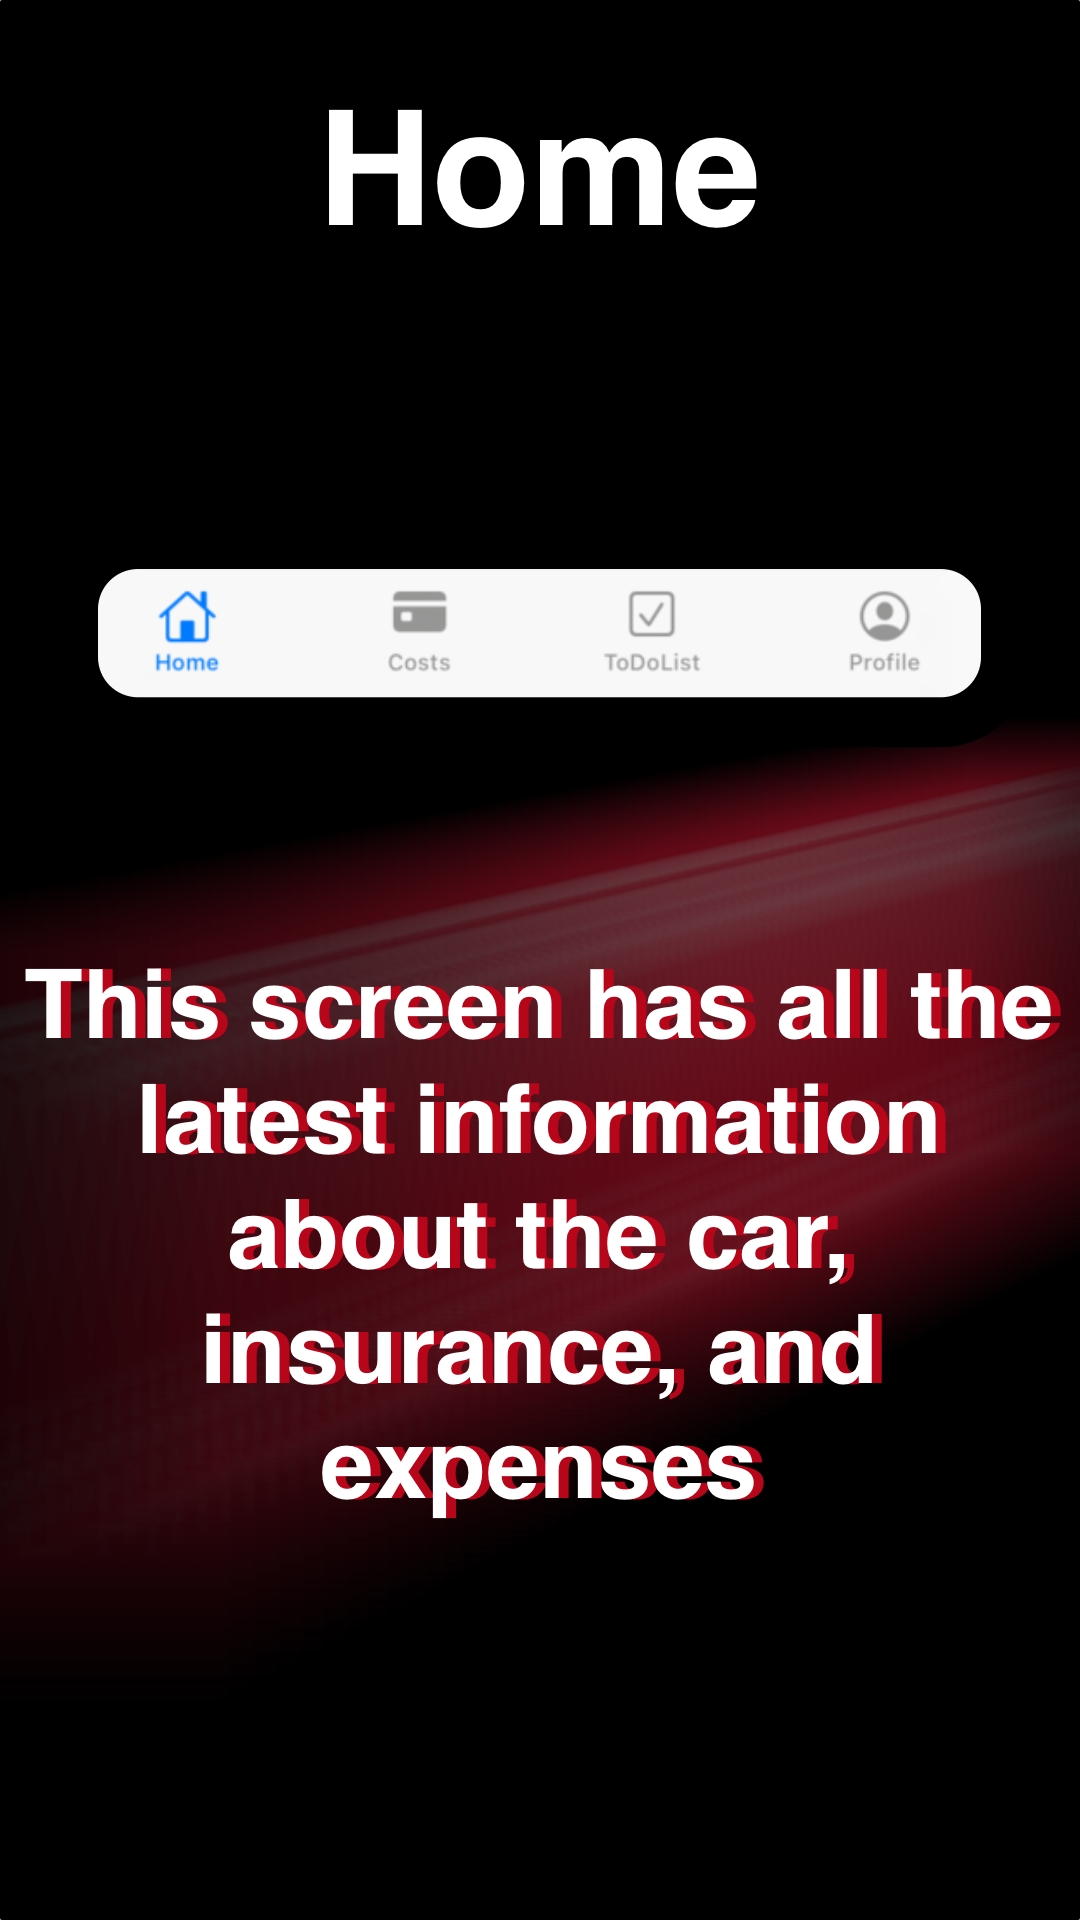 Home
Home Costs ToDoList Profile
This screen has all the
latest information
about the car,
insurance, and
expenses